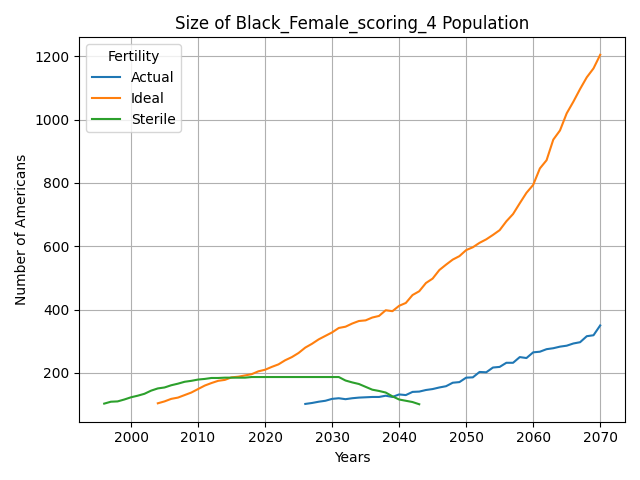 Size of Black_Female_scoring_4 Population
Fertility
Actual
Ideal
Sterile
Number of Americans
1200
1000
800
600
400
200
2000 2010 2020 2030 2040 2050 2060 2070
Years